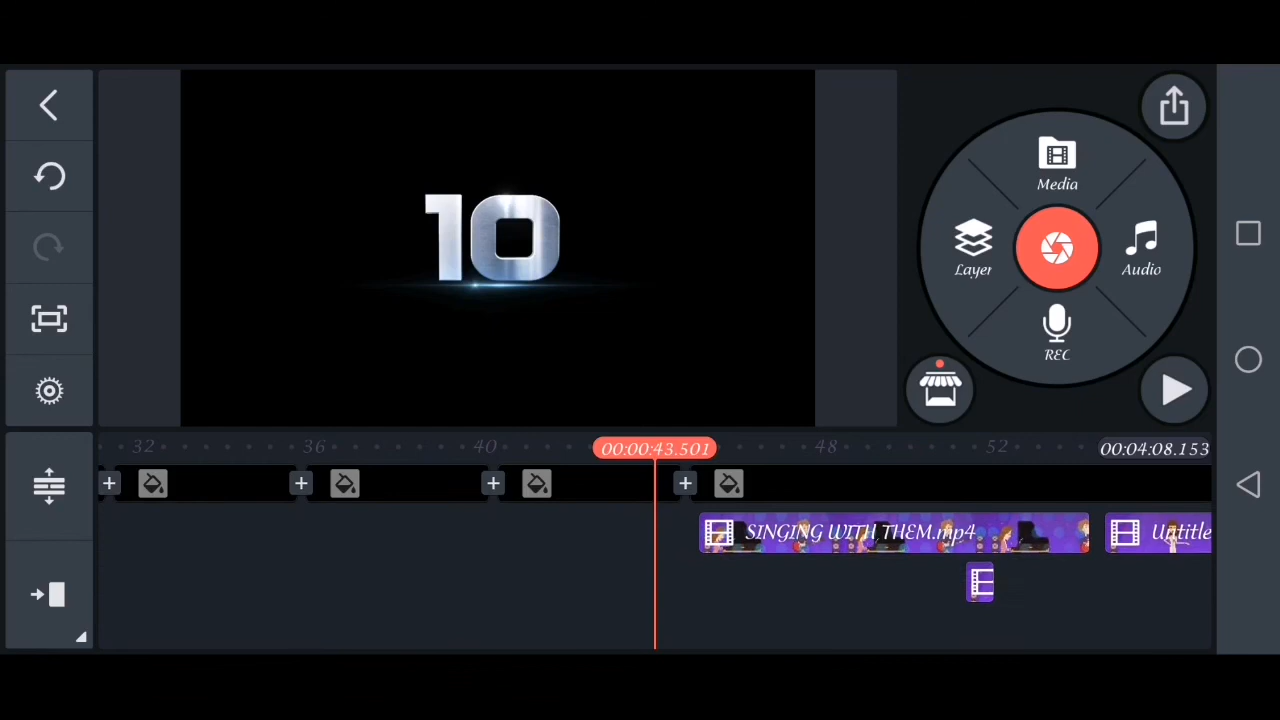 10
Media
Layer
Audio
REC
32
36
40
00:00:43.501
48
52
00:04:08.153
SINGING WITH THEM.mp4
Untitle